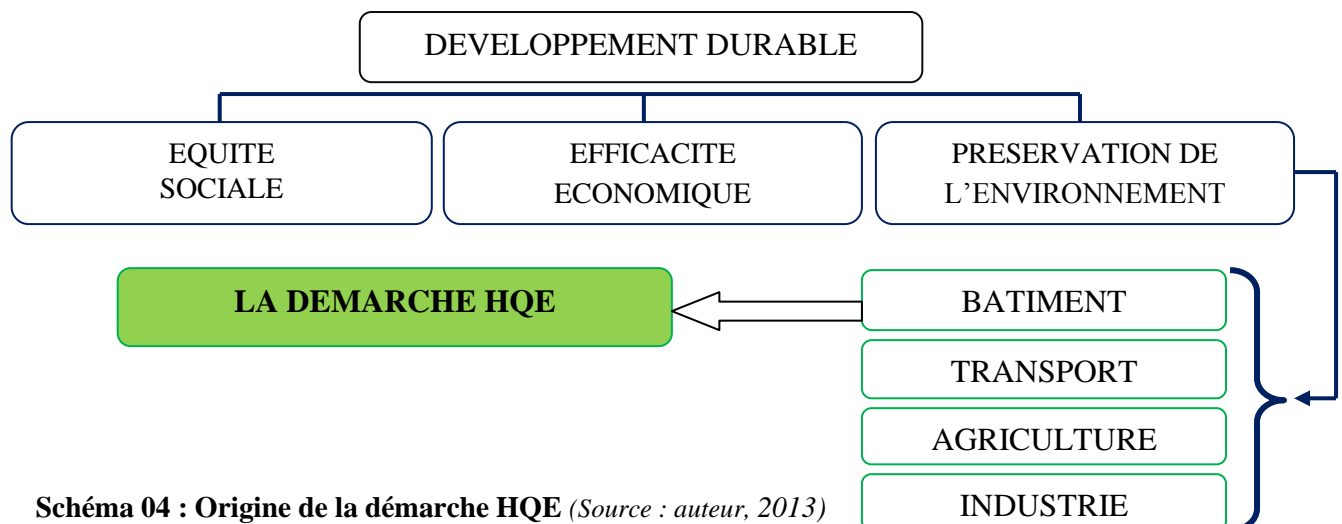 DEVELOPPEMENT DURABLE
EQUITE
SOCIALE
EFFICACITE
ECONOMIQUE
PRESERVATION DE
L’ENVIRONNEMENT
LA DEMARCHE HQE
BATIMENT
TRANSPORT
AGRICULTURE
INDUSTRIE
Schéma 04 : Origine de la démarche HQE (Source : auteur, 2013)